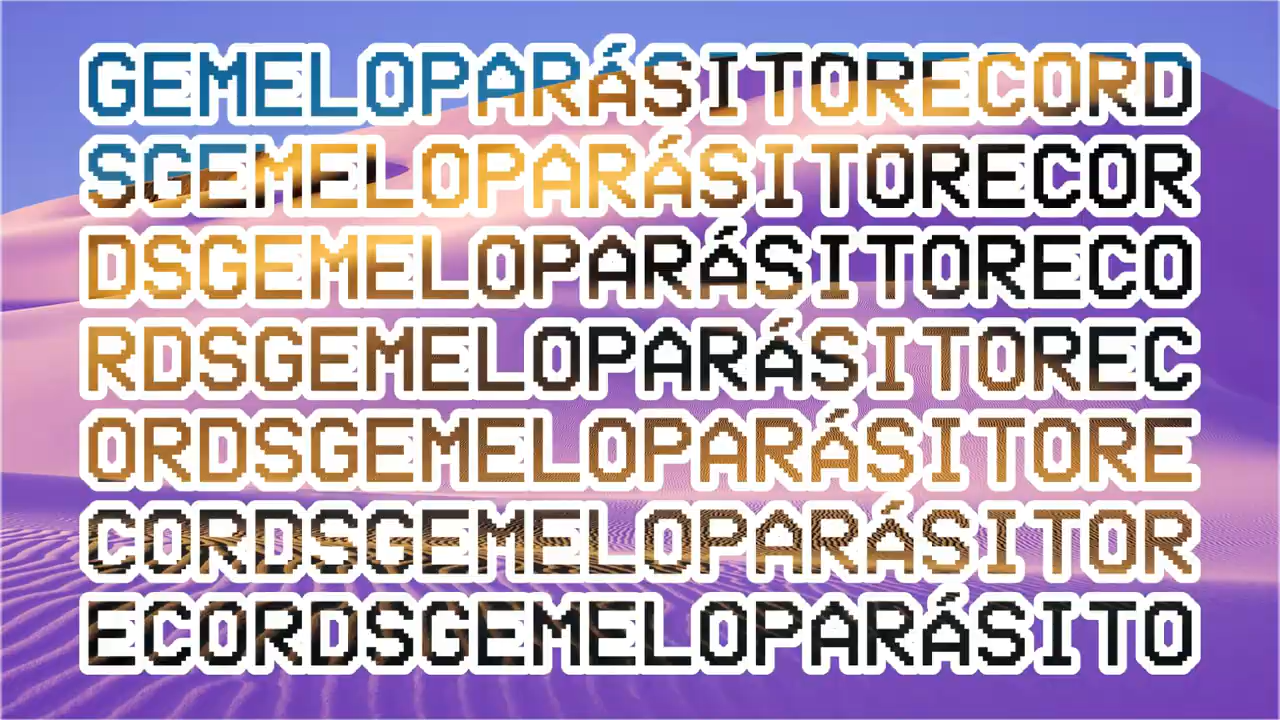 GEMELOPARÁSITORECORD
SGEMELOPARÁSITORECOR
DSGEMELOPARÁSITORECO
RDSGEMELOPARÁSITOREC
ORDSGEMELOPARÁSITORE
CORDSGEMELOPARÁSITOR
ECORDSGEMELOPARÁSITO